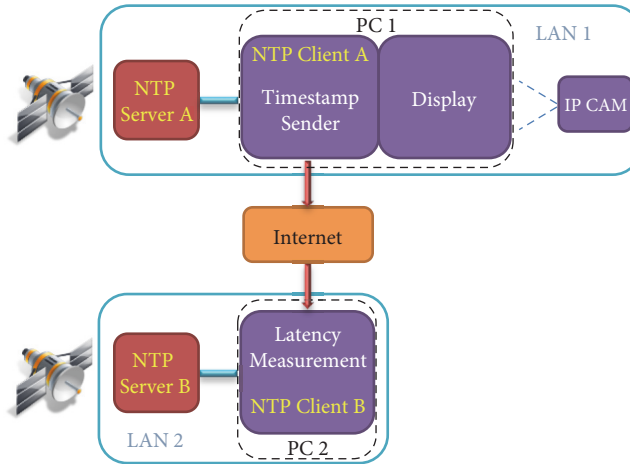 PC 1
LAN 1
NTP Client A
NTP
Server A
Timestamp
Sender
Display
IP CAM
Internet
Latency
Measurement
NTP
Server B
NTP Client B
LAN 2
PC 2